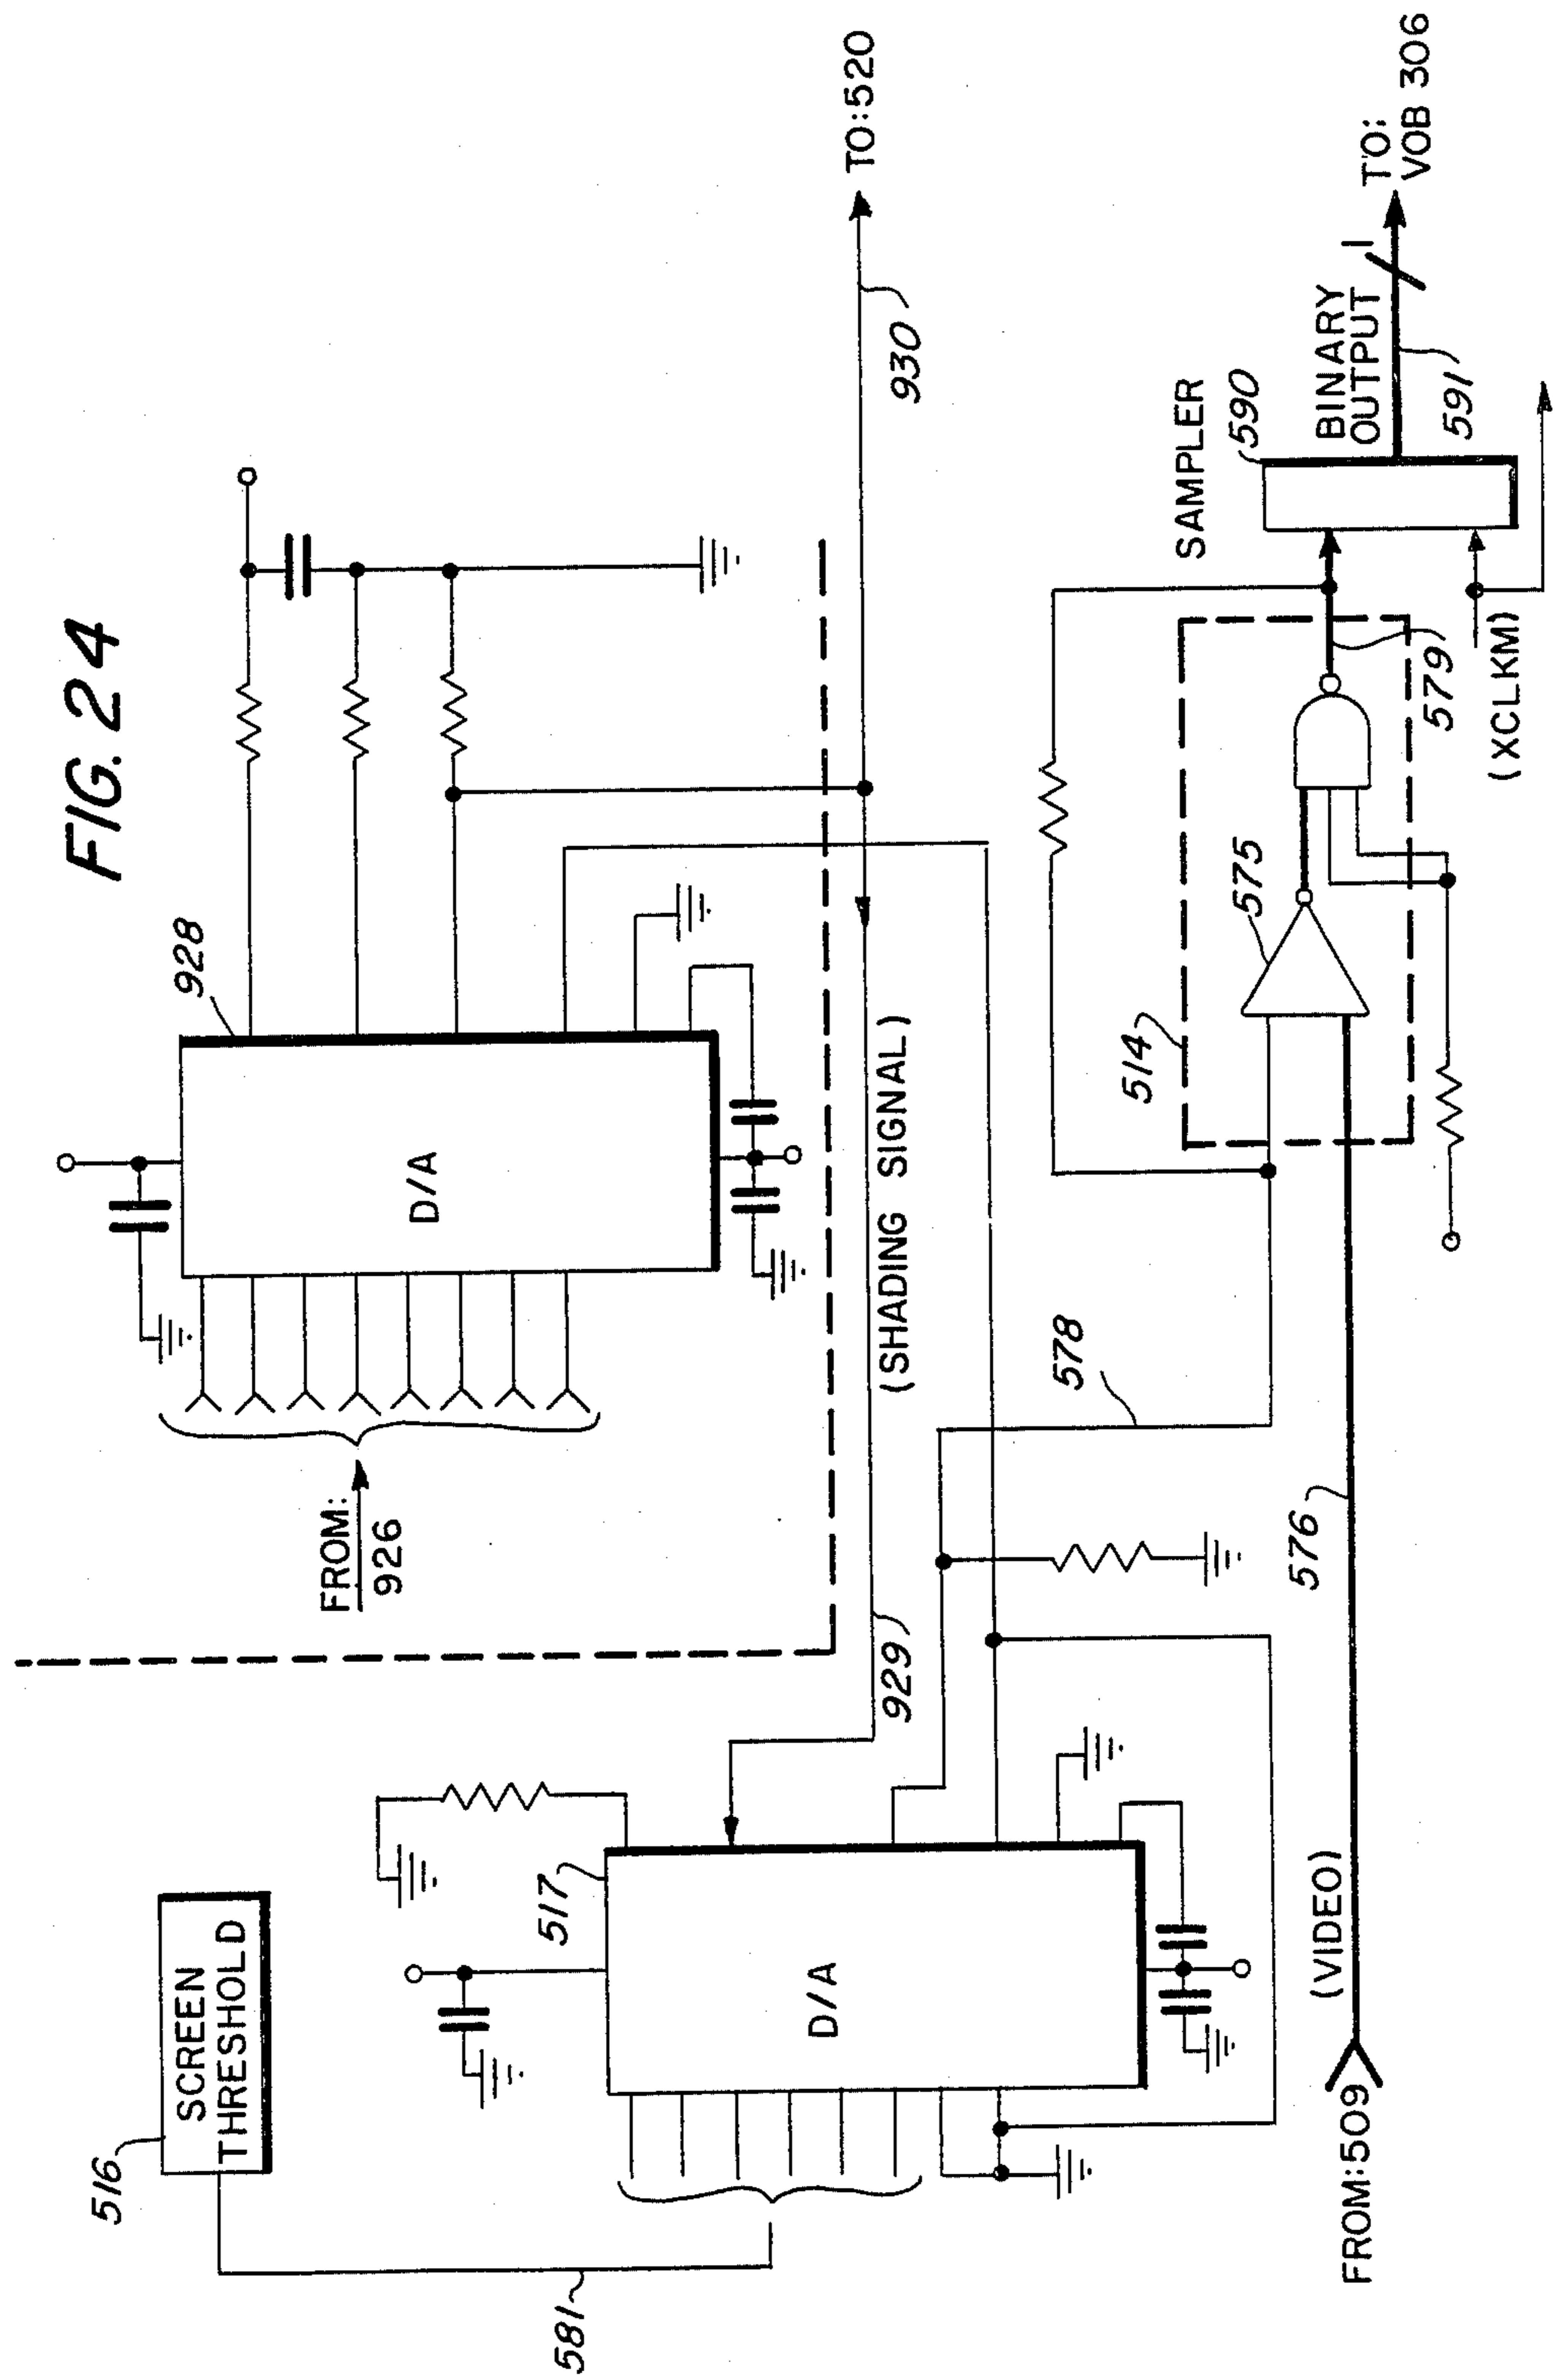 FIG. 24
516
SCREEN
THRESHOLD
581
517
D/A
FROM:
926
928
D/A
929
(SHADING SIGNAL)
930
TO:520
578
514
575
579
SAMPLER
590
BINARY
OUTPUT
591
1
TO:
VOB 306
(XCLKM)
576
(VIDEO)
FROM:509